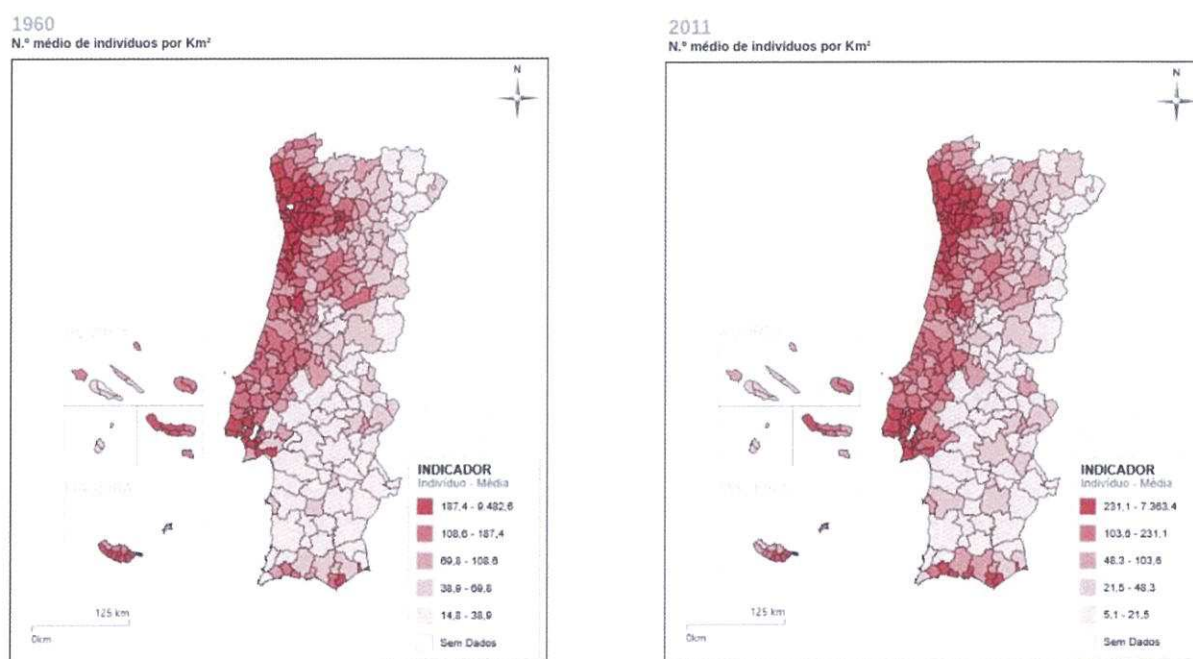 1960
N.º médio de indivíduos por Km²
N
INDICADOR
Indivíduo - Média
187,4 - 9.482,6
108,6 - 187,4
69,8 - 108,6
38,9 - 69,8
14,8 - 38,9
Sem Dados
125 km
0km
2011
N.º médio de indivíduos por Km²
N
INDICADOR
Indivíduo - Média
231,1 - 7.363,4
103,6 - 231,1
48,3 - 103,6
21,5 - 48,3
5,1 - 21,5
Sem Dados
125 km
0km